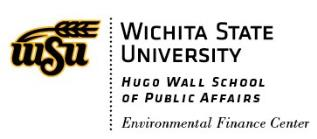 wsu
WICHITA STATE
UNIVERSITY
HUGO WALL SCHOOL
OF PUBLIC AFFAIRS
Environmental Finance Center